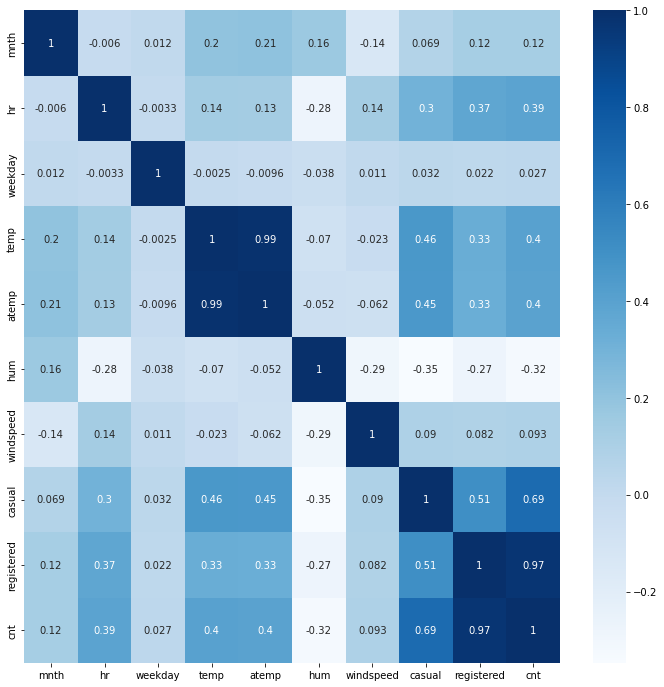 mnth 1 -0.006 0.012 0.2 0.21 0.16 -0.14 0.069 0.12 0.12
hr -0.006 1 -0.0033 0.14 0.13 -0.28 0.14 0.3 0.37 0.39
weekday 0.012 -0.0033 1 -0.0025 -0.0096 -0.038 0.011 0.032 0.022 0.027
temp 0.2 0.14 -0.0025 1 0.99 -0.07 -0.023 0.46 0.33 0.4
atemp 0.21 0.13 -0.0096 0.99 1 -0.052 -0.062 0.45 0.33 0.4
hum 0.16 -0.28 -0.038 -0.07 -0.052 1 -0.29 -0.35 -0.27 -0.32
windspeed -0.14 0.14 0.011 -0.023 -0.062 -0.29 1 0.09 0.082 0.093
casual 0.069 0.3 0.032 0.46 0.45 -0.35 0.09 1 0.51 0.69
registered 0.12 0.37 0.022 0.33 0.33 -0.27 0.082 0.51 1 0.97
cnt 0.12 0.39 0.027 0.4 0.4 -0.32 0.093 0.69 0.97 1
mnth hr weekday temp atemp hum windspeed casual registered cnt
1.0
0.8
0.6
0.4
0.2
0.0
-0.2